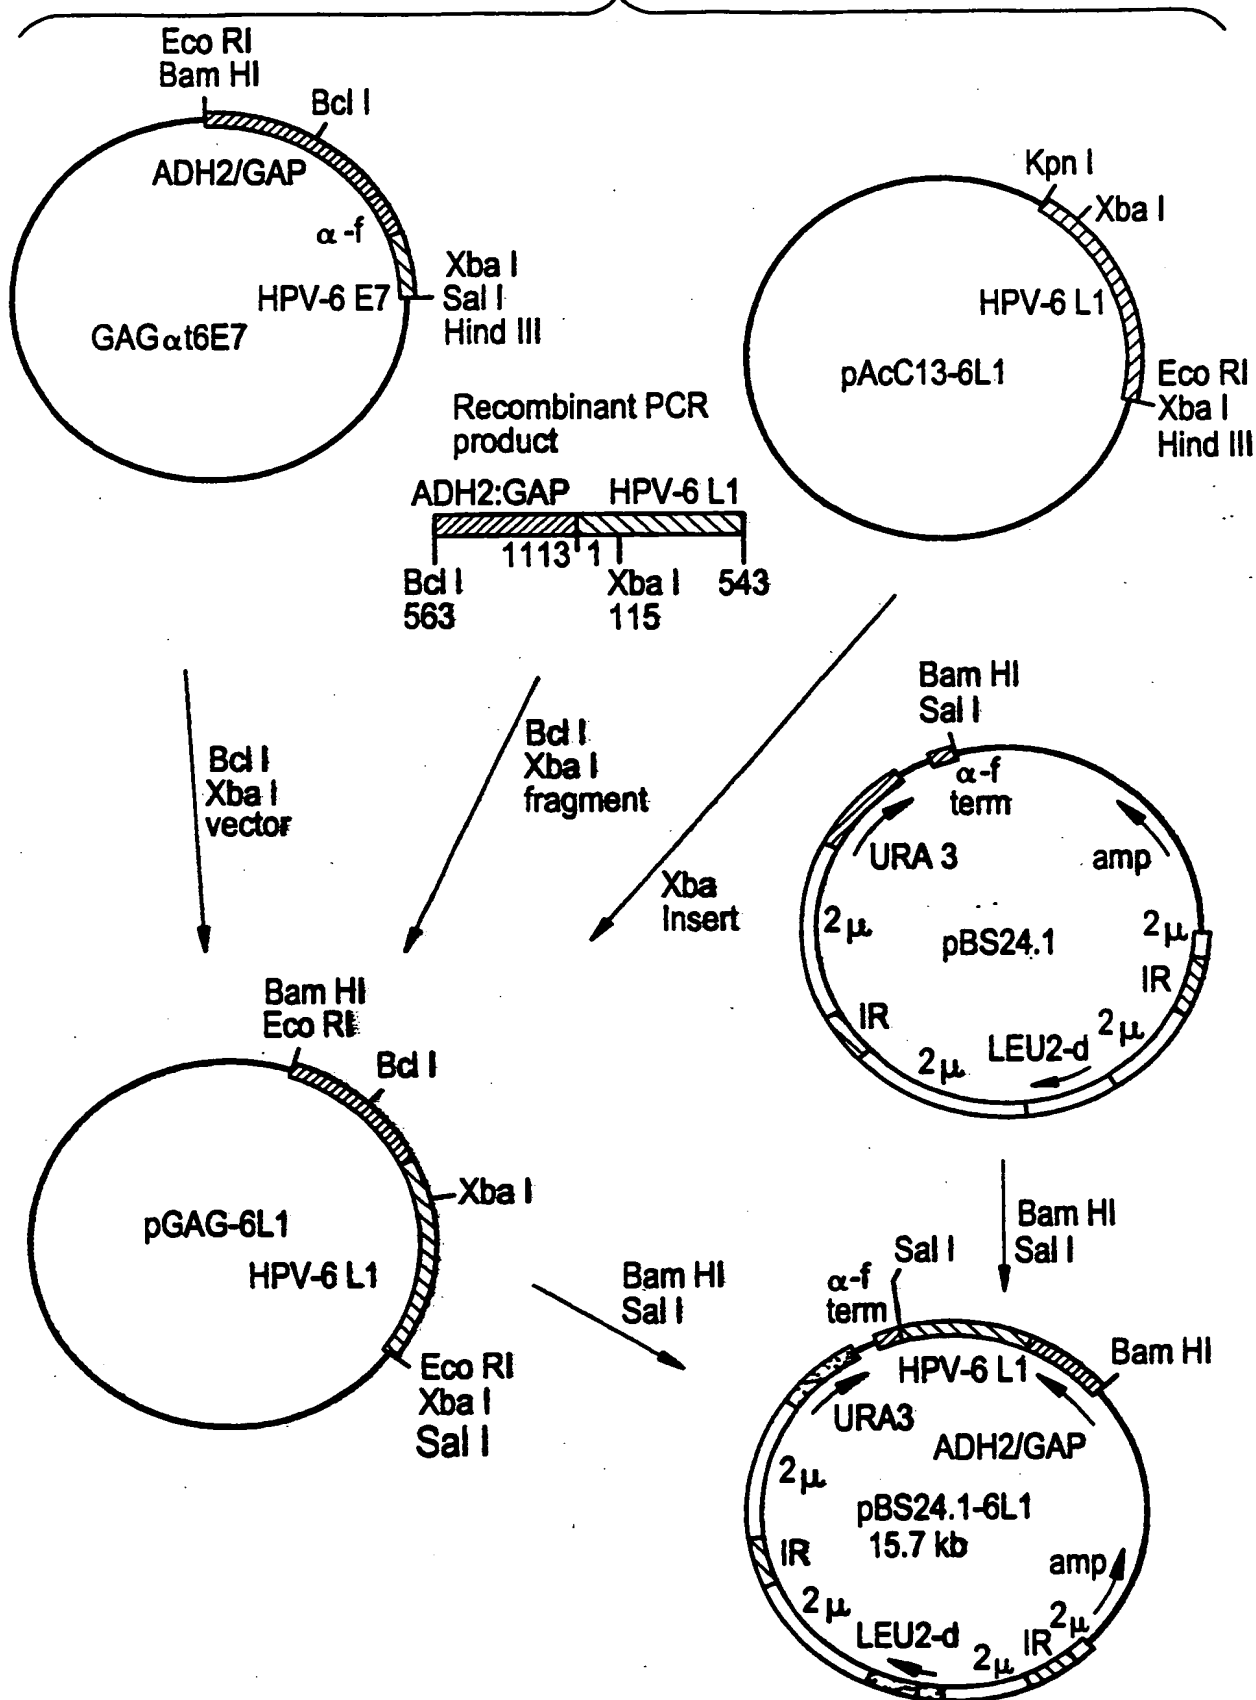 Eco RI
Bam HI
Bcl I
ADH2/GAP
α-f
HPV-6 E7
Xba I
Sal I
Hind III
GAG αt6E7
Kpn I
Xba I
HPV-6 L1
pAcC13-6L1
Eco RI
Xba I
Hind III
Recombinant PCR
product
ADH2:GAP HPV-6 L1
1113 1
Bcl I Xba I 543
563 115
Bcl I
Xba I
vector
Bcl I
Xba I
fragment
Xba
Insert
Bam HI
Sal I
α-f
term
URA 3
amp
2μ
pBS24.1
2μ
IR
IR
2μ
LEU2-d
2μ
Bam HI
Eco RI
Bcl I
Xba I
pGAG-6L1
HPV-6 L1
Eco RI
Xba I
Sal I
Bam HI
Sal I
Bam HI
Sal I
Sal I
α-f
term
HPV-6 L1
Bam HI
URA3
ADH2/GAP
2μ
pBS24.1-6L1
15.7 kb
IR
amp
2μ
2μ
LEU2-d
IR
2μ